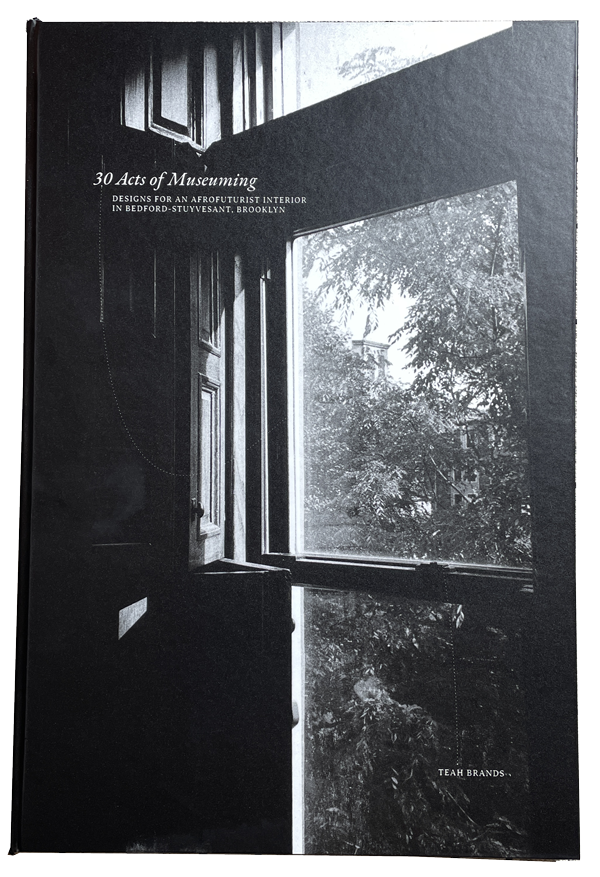 30 Acts of Museuming
DESIGNS FOR AN AFROFUTURIST INTERIOR
IN BEDFORD-STUYVESANT, BROOKLYN
TEAH BRANDS